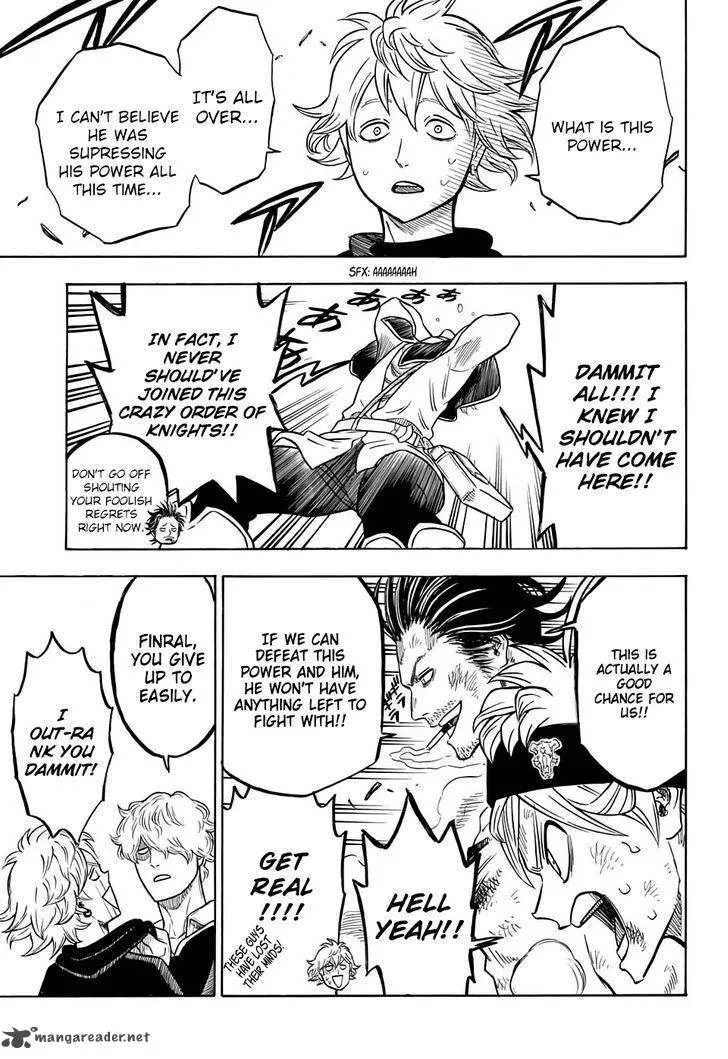 WHAT IS THIS
POWER...
IT'S ALL
OVER...
I CAN'T BELIEVE
HE WAS
SUPRESSING
HIS POWER ALL
THIS TIME...
SFX: AAAAAAAAH
DAMMIT
ALL!!! I
KNEW I
SHOULDN'T
HAVE COME
HERE!!
IN FACT, I
NEVER
SHOULD'VE
JOINED THIS
CRAZY ORDER OF
KNIGHTS!!
DON'T GO OFF
SHOUTING
YOUR FOOLISH
REGRETS
RIGHT NOW.
THIS IS
ACTUALLY A
GOOD
CHANCE FOR
US!!
IF WE CAN
DEFEAT THIS
POWER AND HIM,
HE WON'T HAVE
ANYTHING LEFT TO
FIGHT WITH!!
HELL
YEAH!!
GET
REAL
!!!!
THESE GUYS
HAVE LOST
THEIR MINDS!
FINRAL,
YOU GIVE
UP TO
EASILY.
I
OUT-RA
NK YOU
DAMMIT!
mangareader.net